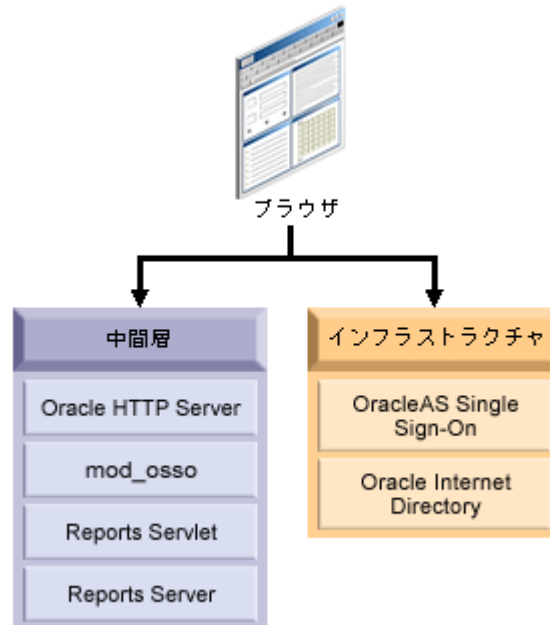 ブラウザ
中間層
Oracle HTTP Server
mod_osso
Reports Servlet
Reports Server
インフラストラクチャ
OracleAS Single
Sign-On
Oracle Internet
Directory